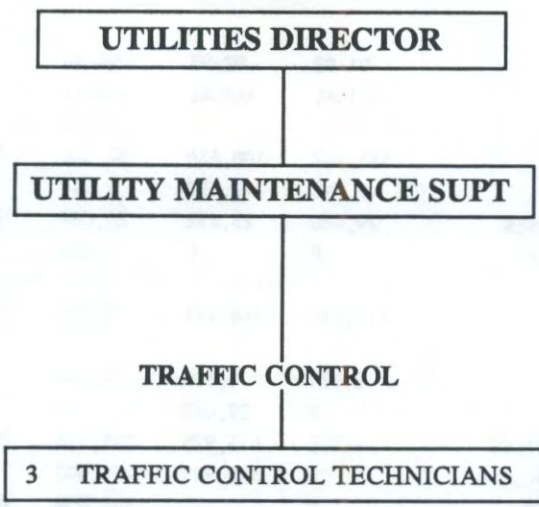 UTILITIES DIRECTOR
UTILITY MAINTENANCE SUPT
TRAFFIC CONTROL
3 TRAFFIC CONTROL TECHNICIANS